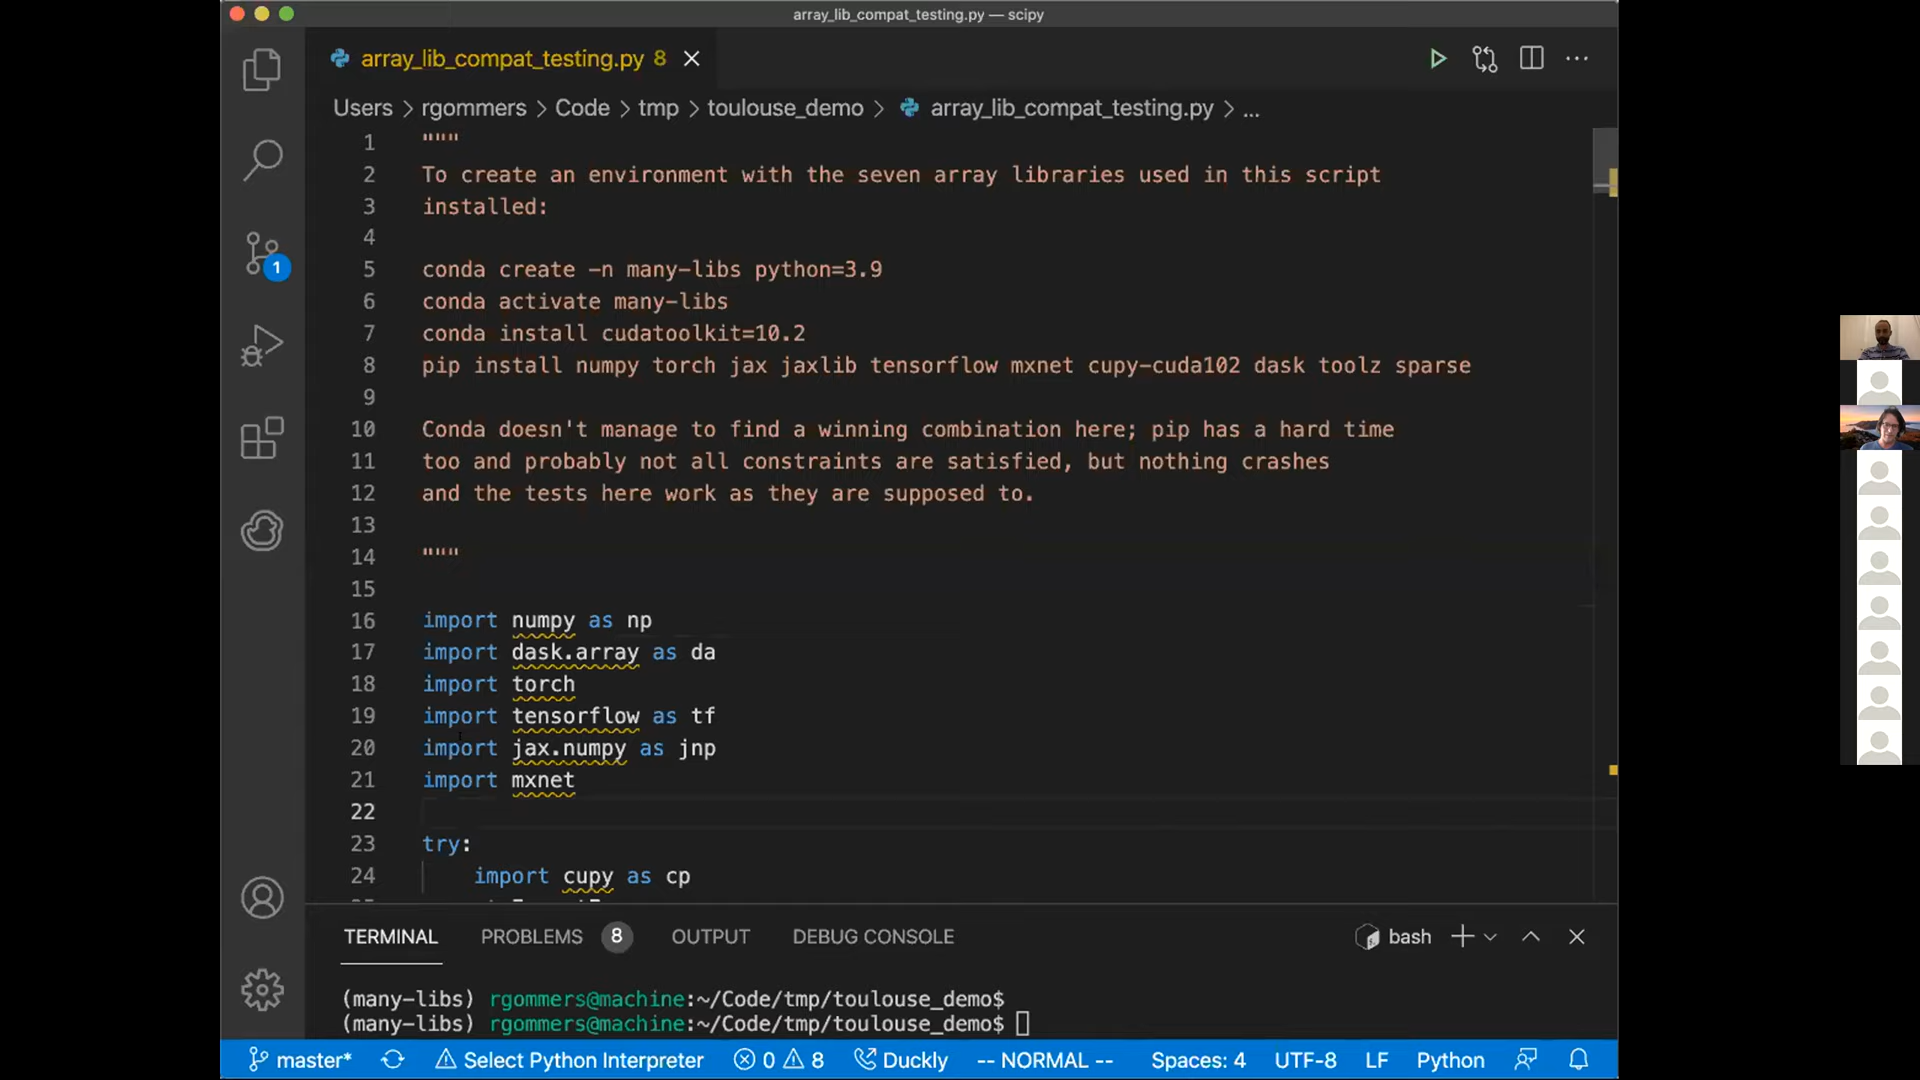 array_lib_compat_testing.py — scipy
array_lib_compat_testing.py 8
Users > rgommers > Code > tmp > toulouse_demo > array_lib_compat_testing.py > ...
1 """
2 To create an environment with the seven array libraries used in this script
3 installed:
4
5 conda create -n many-libs python=3.9
6 conda activate many-libs
7 conda install cudatoolkit=10.2
8 pip install numpy torch jax jaxlib tensorflow mxnet cupy-cuda102 dask toolz sparse
9
10 Conda doesn't manage to find a winning combination here; pip has a hard time
11 too and probably not all constraints are satisfied, but nothing crashes
12 and the tests here work as they are supposed to.
13
14 """
15
16 import numpy as np
17 import dask.array as da
18 import torch
19 import tensorflow as tf
20 import jax.numpy as jnp
21 import mxnet
22
23 try:
24 import cupy as cp
1
TERMINAL PROBLEMS 8 OUTPUT DEBUG CONSOLE bash
(many-libs) rgommers@machine:~/Code/tmp/toulouse_demo$
(many-libs) rgommers@machine:~/Code/tmp/toulouse_demo$
master* Select Python Interpreter 0 8 Duckly -- NORMAL -- Spaces: 4 UTF-8 LF Python